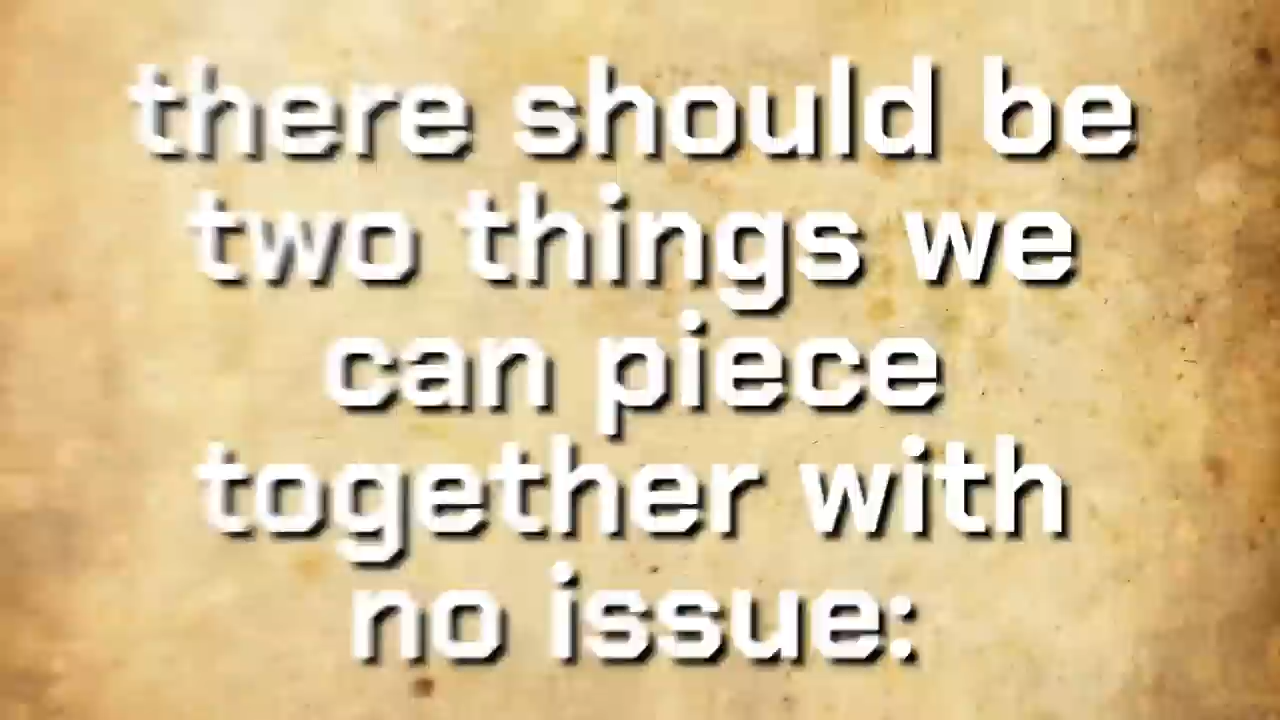 there should be
two things we
can piece
together with
no issue: